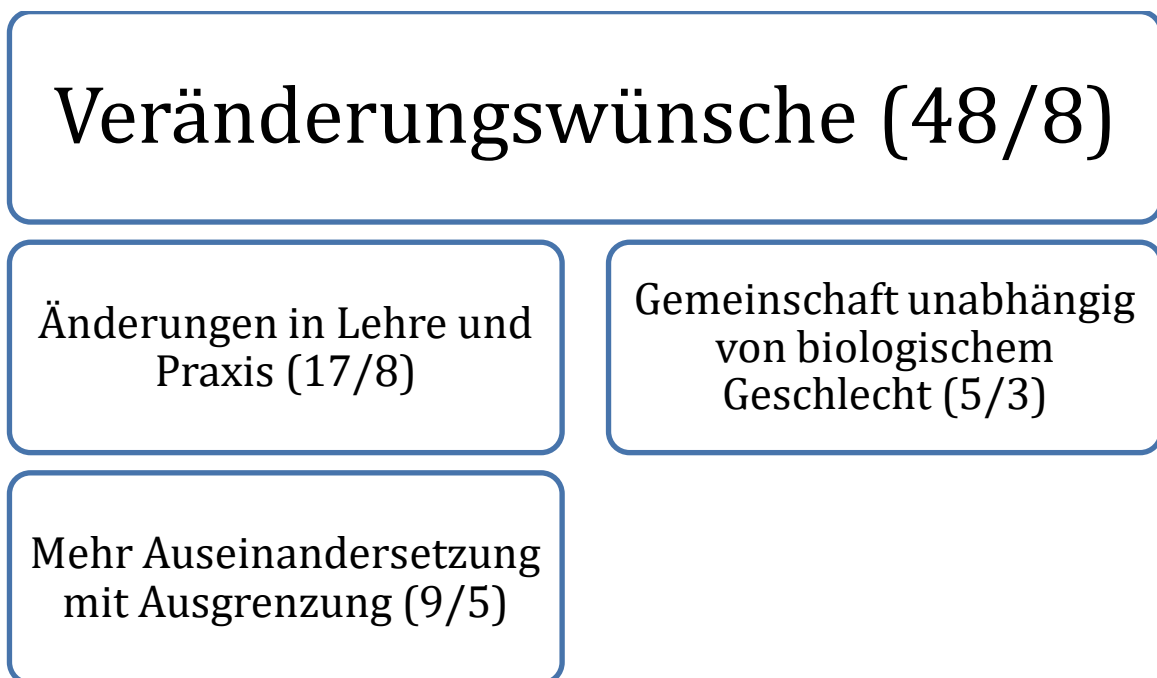 Veränderungswünsche (48/8)
Änderungen in Lehre und
Praxis (17/8)
Gemeinschaft unabhängig
von biologischem
Geschlecht (5/3)
Mehr Auseinandersetzung
mit Ausgrenzung (9/5)